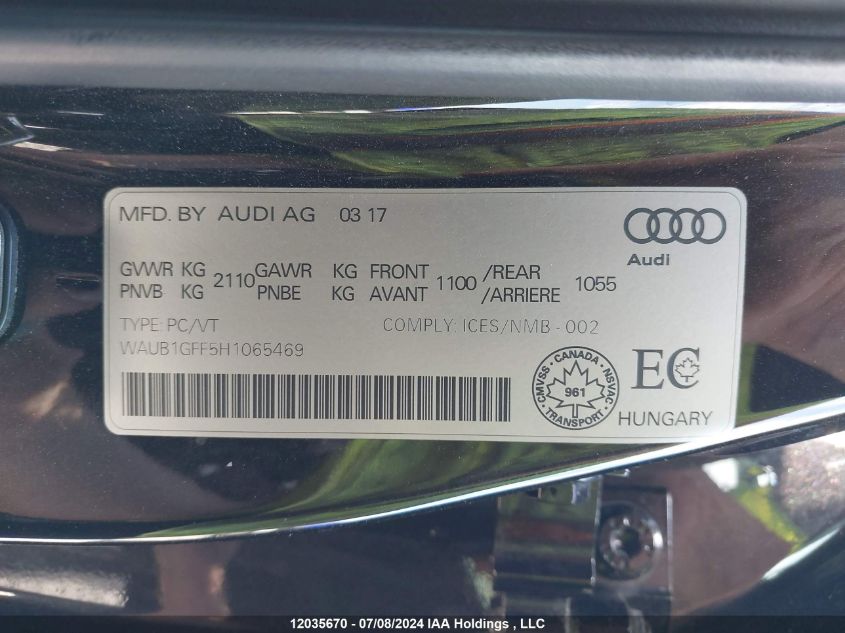 MFD. BY AUDI AG 03 17
Audi
GVWR KG 2110 GAWR KG FRONT 1100 /REAR 1055
PNVB KG PNBE KG AVANT /ARRIERE
TYPE: PC/VT COMPLY: ICES/NMB - 002
WAUB1GFF5H1065469
CMVSS · CANADA · NSVAC
961
TRANSPORT
EC
HUNGARY
12035670 - 07/08/2024 IAA Holdings , LLC